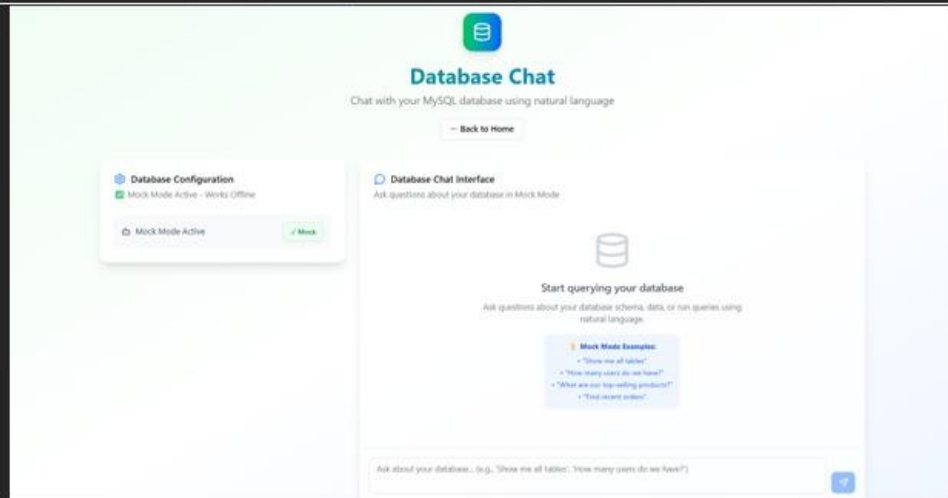 Database Chat
Chat with your MySQL database using natural language
← Back to Home
Database Configuration
Mock Mode Active - Works Offline
Mock Mode Active
✓ Mock
Database Chat Interface
Ask questions about your database in Mock Mode
Start querying your database
Ask questions about your database schema, data, or run queries using
natural language.
Mock Mode Examples:
• "Show me all tables"
• "How many users do we have?"
• "What are our top-selling products?"
• "Find recent orders"
Ask about your database... (e.g., 'Show me all tables', 'How many users do we have?')